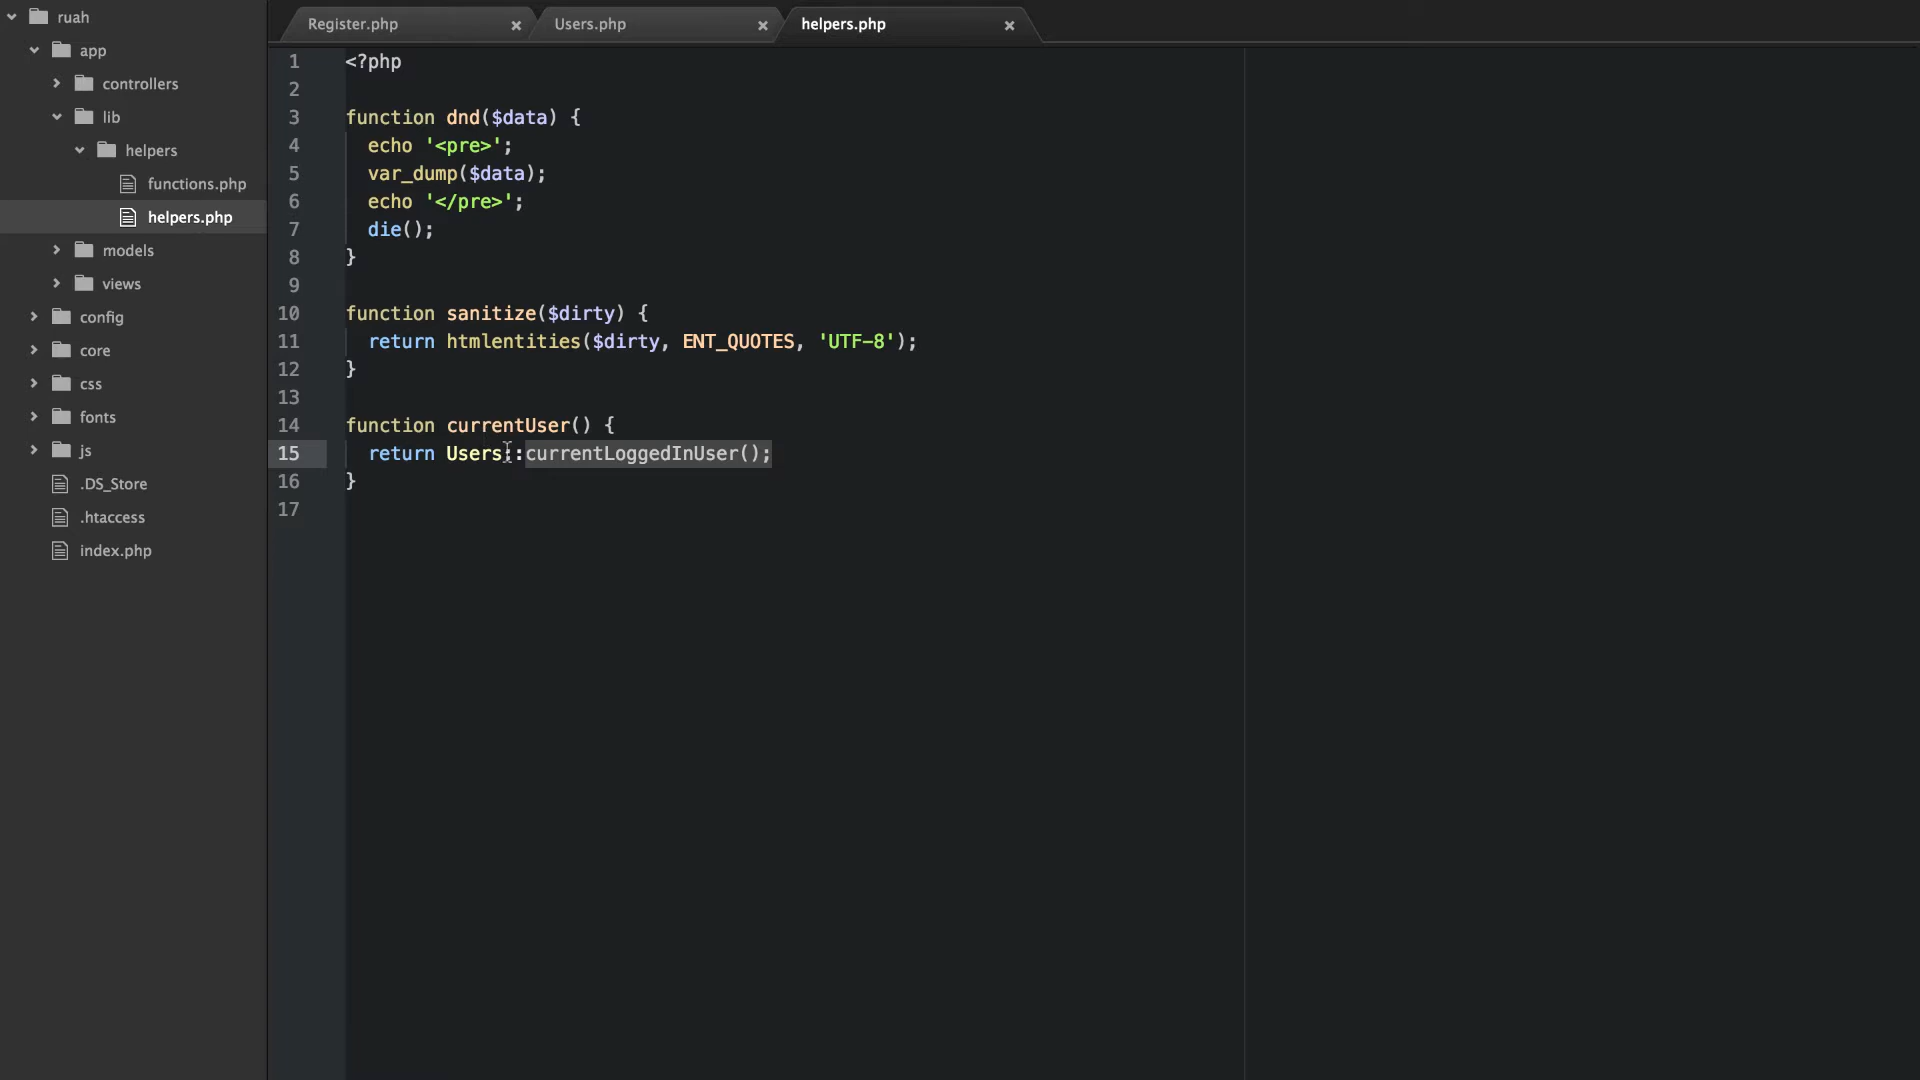 ruah
app
controllers
lib
helpers
functions.php
helpers.php
models
views
config
core
css
fonts
js
.DS_Store
.htaccess
index.php
Register.php × Users.php × helpers.php ×
1 <?php
2
3 function dnd($data) {
4   echo '<pre>';
5   var_dump($data);
6   echo '</pre>';
7   die();
8 }
9
10 function sanitize($dirty) {
11   return htmlentities($dirty, ENT_QUOTES, 'UTF-8');
12 }
13
14 function currentUser() {
15   return Users::currentLoggedInUser();
16 }
17